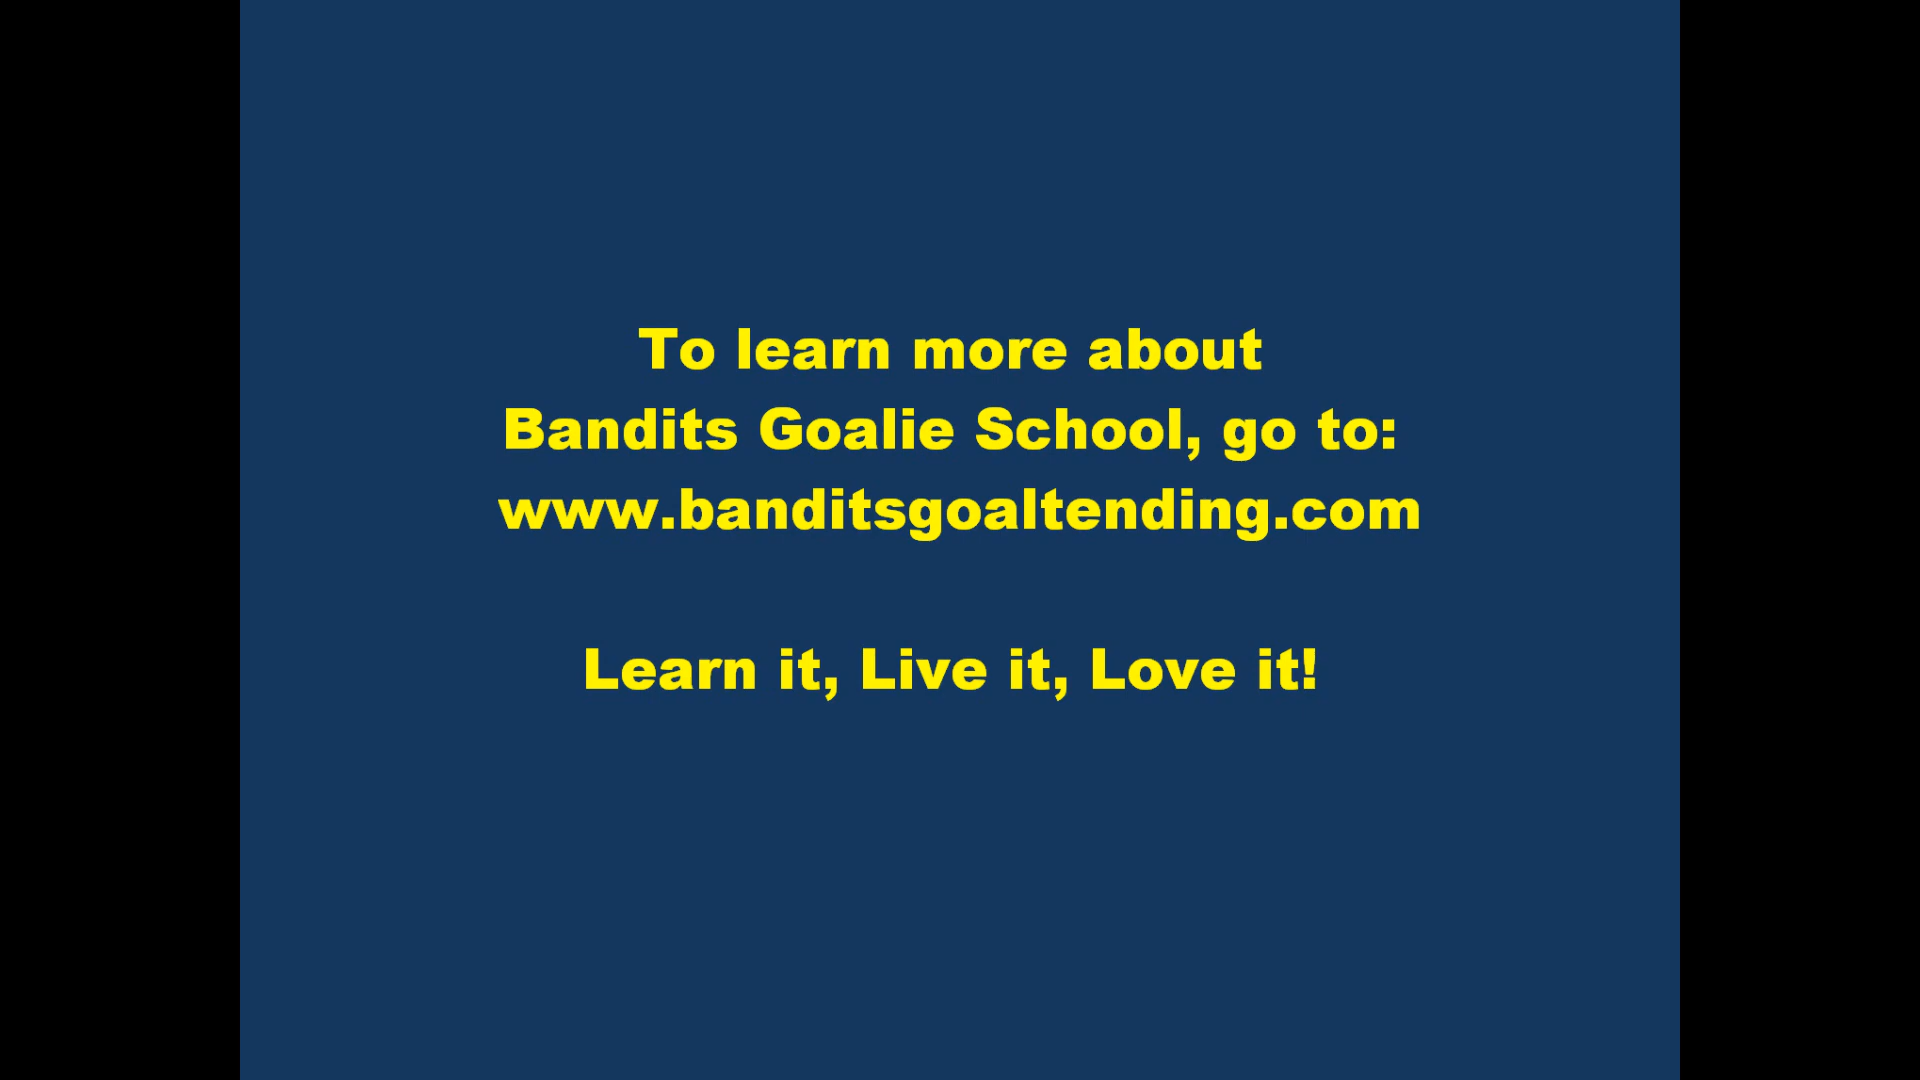 To learn more about
Bandits Goalie School, go to:
www.banditsgoaltending.com
Learn it, Live it, Love it!